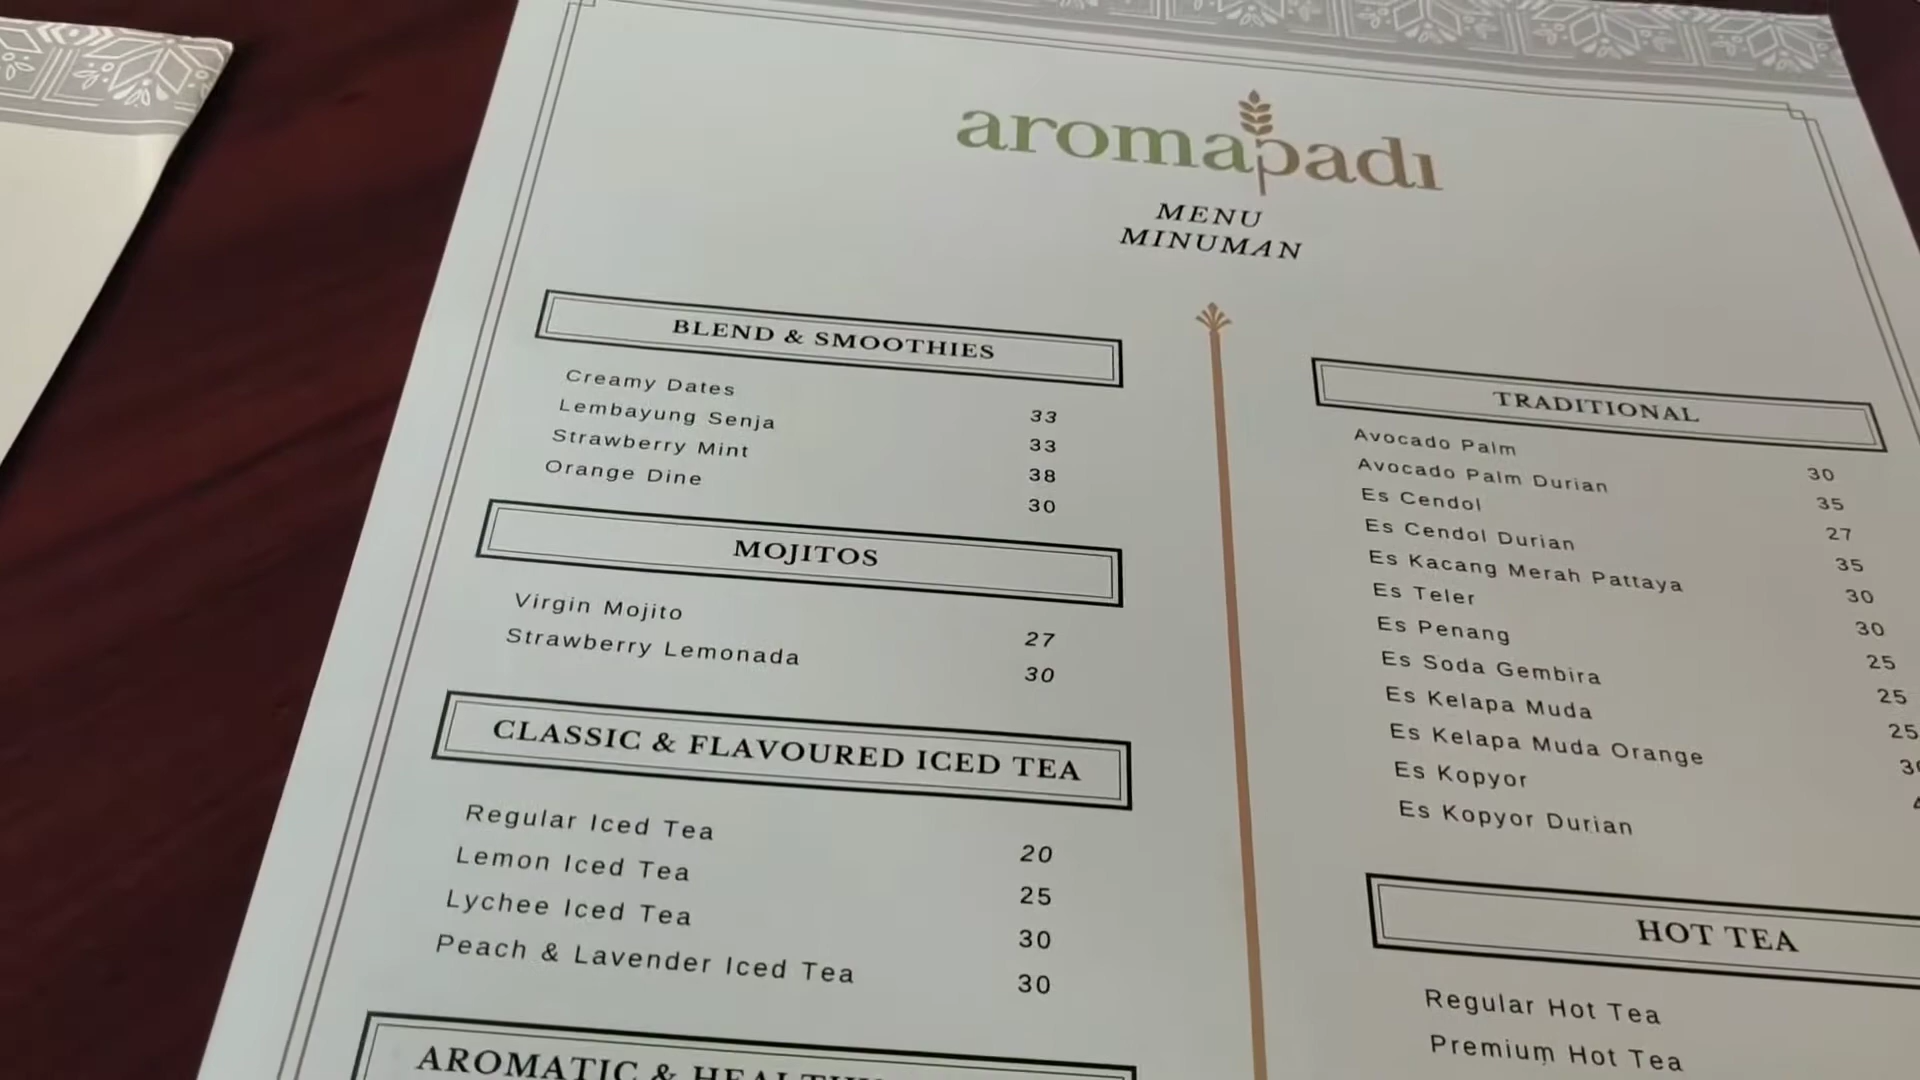 aromapadi
MENU
MINUMAN
BLEND & SMOOTHIES
Creamy Dates 33
Lembayung Senja 33
Strawberry Mint 38
Orange Dine 30
MOJITOS
Virgin Mojito 27
Strawberry Lemonada 30
CLASSIC & FLAVOURED ICED TEA
Regular Iced Tea 20
Lemon Iced Tea 25
Lychee Iced Tea 30
Peach & Lavender Iced Tea 30
AROMATIC &
TRADITIONAL
Avocado Palm 30
Avocado Palm Durian 35
Es Cendol 27
Es Cendol Durian 35
Es Kacang Merah Pattaya 30
Es Teler 30
Es Penang 25
Es Soda Gembira 25
Es Kelapa Muda 25
Es Kelapa Muda Orange
Es Kopyor
Es Kopyor Durian
HOT TEA
Regular Hot Tea
Premium Hot Tea